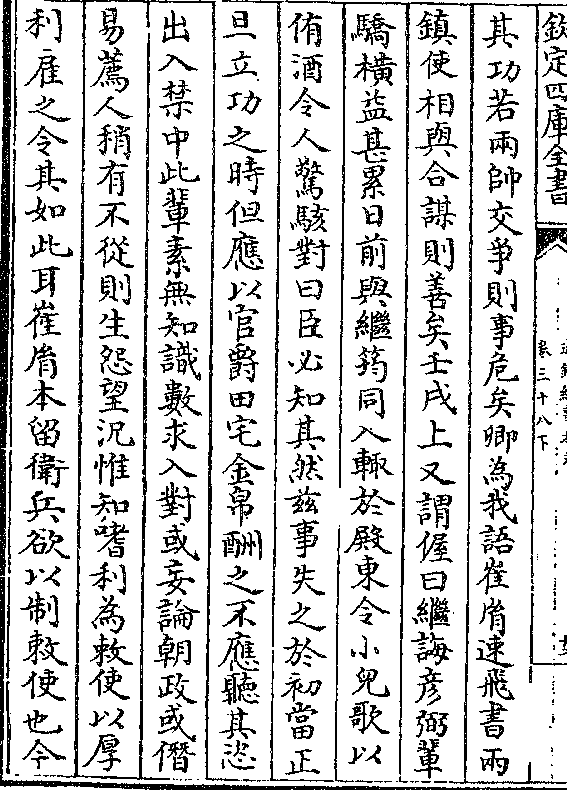 欽定四庫全書
卷三十八下
其功若兩帥交爭則事危矣卿為我語崔𦙍速飛書兩
鎮使相與合謀則善矣壬戌上又謂偓曰繼誨彥弼輩
驕橫益甚累日前與繼筠同入輒於殿東令小兒歌以
侑酒令人驚駭對曰臣必知其然茲事失之於初當正
旦立功之時但應以官爵田宅金帛酬之不應聽其恣
出入禁中此輩素無知識數求入對或妄論朝政或僭
易薦人稍有不從則生怨望況惟知嗜利為敕使以厚
利雇之令其如此耳崔𦙍本留衛兵欲以制敕使也今